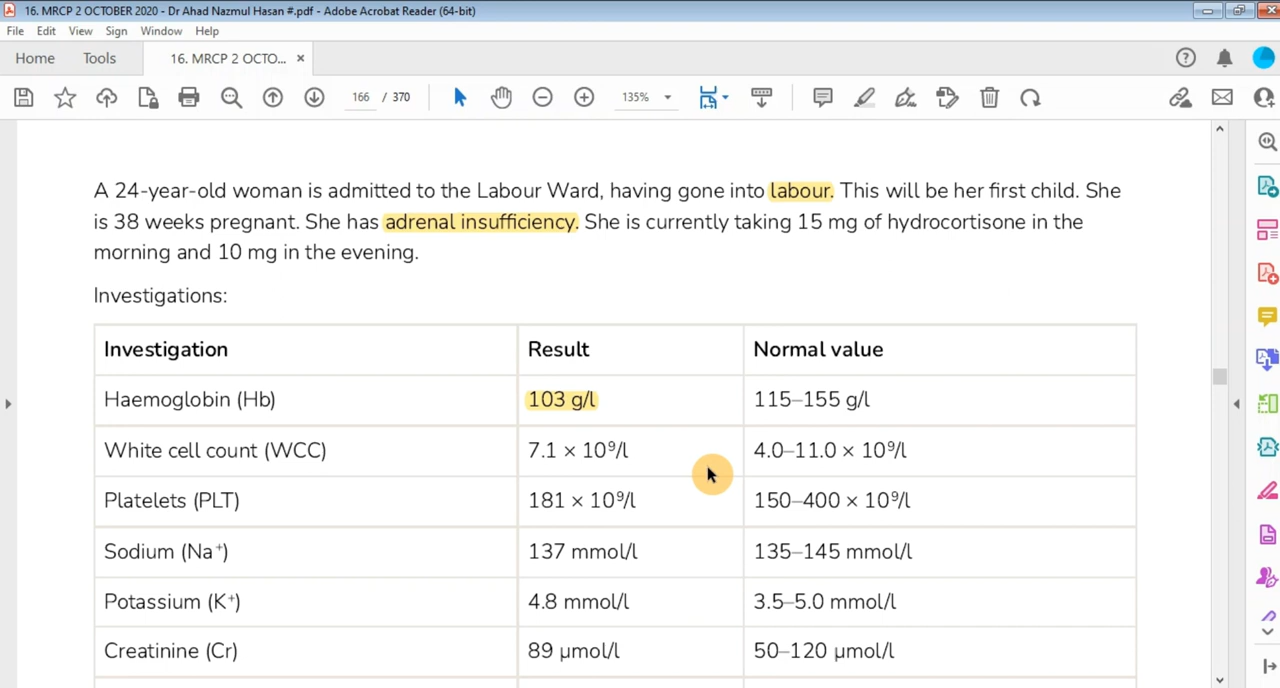 16. MRCP 2 OCTOBER 2020 - Dr Ahad Nazmul Hasan #.pdf - Adobe Acrobat Reader (64-bit)
File Edit View Sign Window Help
Home Tools 16. MRCP 2 OCTO... ×
166 / 370 135%
A 24-year-old woman is admitted to the Labour Ward, having gone into labour. This will be her first child. She
is 38 weeks pregnant. She has adrenal insufficiency. She is currently taking 15 mg of hydrocortisone in the
morning and 10 mg in the evening.
Investigations:
Investigation Result Normal value
Haemoglobin (Hb) 103 g/l 115–155 g/l
White cell count (WCC) 7.1 × 10⁹/l 4.0–11.0 × 10⁹/l
Platelets (PLT) 181 × 10⁹/l 150–400 × 10⁹/l
Sodium (Na⁺) 137 mmol/l 135–145 mmol/l
Potassium (K⁺) 4.8 mmol/l 3.5–5.0 mmol/l
Creatinine (Cr) 89 µmol/l 50–120 µmol/l